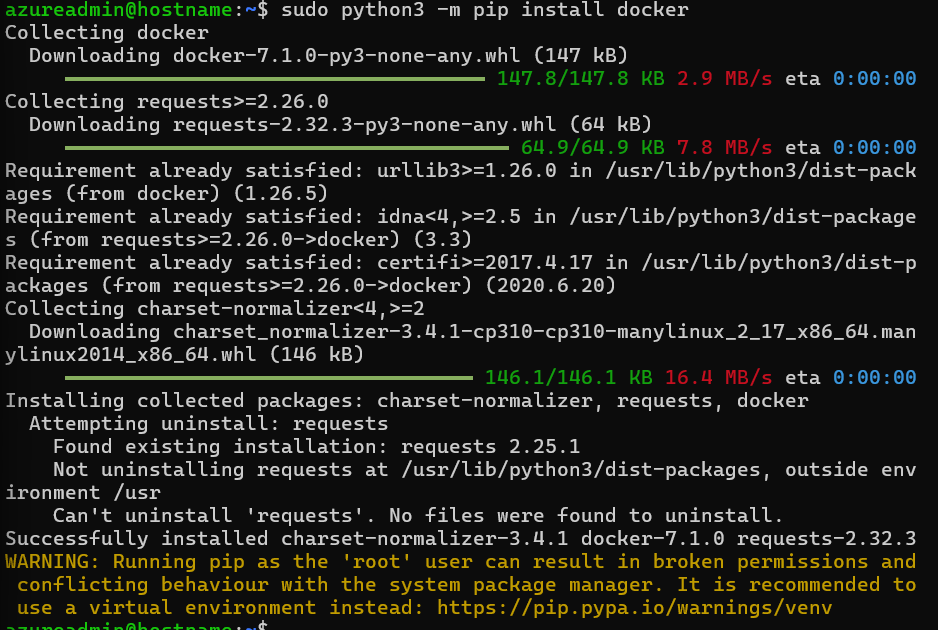 azureadmin@hostname:~$ sudo python3 -m pip install docker
Collecting docker
  Downloading docker-7.1.0-py3-none-any.whl (147 kB)
     147.8/147.8 KB 2.9 MB/s eta 0:00:00
Collecting requests>=2.26.0
  Downloading requests-2.32.3-py3-none-any.whl (64 kB)
     64.9/64.9 KB 7.8 MB/s eta 0:00:00
Requirement already satisfied: urllib3>=1.26.0 in /usr/lib/python3/dist-pack
ages (from docker) (1.26.5)
Requirement already satisfied: idna<4,>=2.5 in /usr/lib/python3/dist-package
s (from requests>=2.26.0->docker) (3.3)
Requirement already satisfied: certifi>=2017.4.17 in /usr/lib/python3/dist-p
ackages (from requests>=2.26.0->docker) (2020.6.20)
Collecting charset-normalizer<4,>=2
  Downloading charset_normalizer-3.4.1-cp310-cp310-manylinux_2_17_x86_64.man
ylinux2014_x86_64.whl (146 kB)
     146.1/146.1 KB 16.4 MB/s eta 0:00:00
Installing collected packages: charset-normalizer, requests, docker
  Attempting uninstall: requests
    Found existing installation: requests 2.25.1
    Not uninstalling requests at /usr/lib/python3/dist-packages, outside env
ironment /usr
    Can't uninstall 'requests'. No files were found to uninstall.
Successfully installed charset-normalizer-3.4.1 docker-7.1.0 requests-2.32.3
WARNING: Running pip as the 'root' user can result in broken permissions and
 conflicting behaviour with the system package manager. It is recommended to
 use a virtual environment instead: https://pip.pypa.io/warnings/venv
azureadmin@hostname:~$